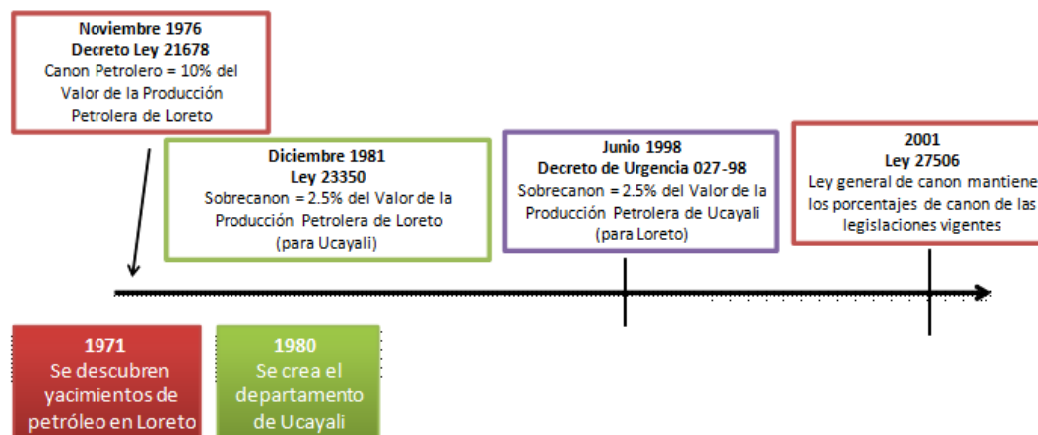 Noviembre 1976
Decreto Ley 21678
Canon Petrolero = 10% del
Valor de la Producción
Petrolera de Loreto
Diciembre 1981
Ley 23350
Sobrecanon = 2.5% del Valor de la
Producción Petrolera de Loreto
(para Ucayali)
Junio 1998
Decreto de Urgencia 027-98
Sobrecanon = 2.5% del Valor de la
Producción Petrolera de Ucayali
(para Loreto)
2001
Ley 27506
Ley general de canon mantiene
los porcentajes de canon de las
legislaciones vigentes
1971
Se descubren
yacimientos de
petróleo en Loreto
1980
Se crea el
departamento
de Ucayali